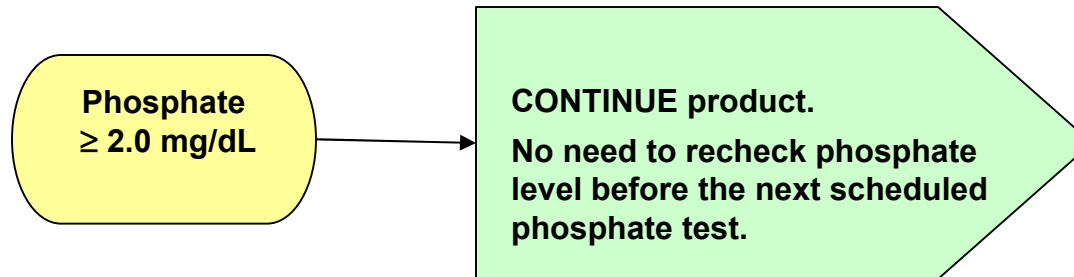 Phosphate
≥ 2.0 mg/dL
CONTINUE product.
No need to recheck phosphate
level before the next scheduled
phosphate test.